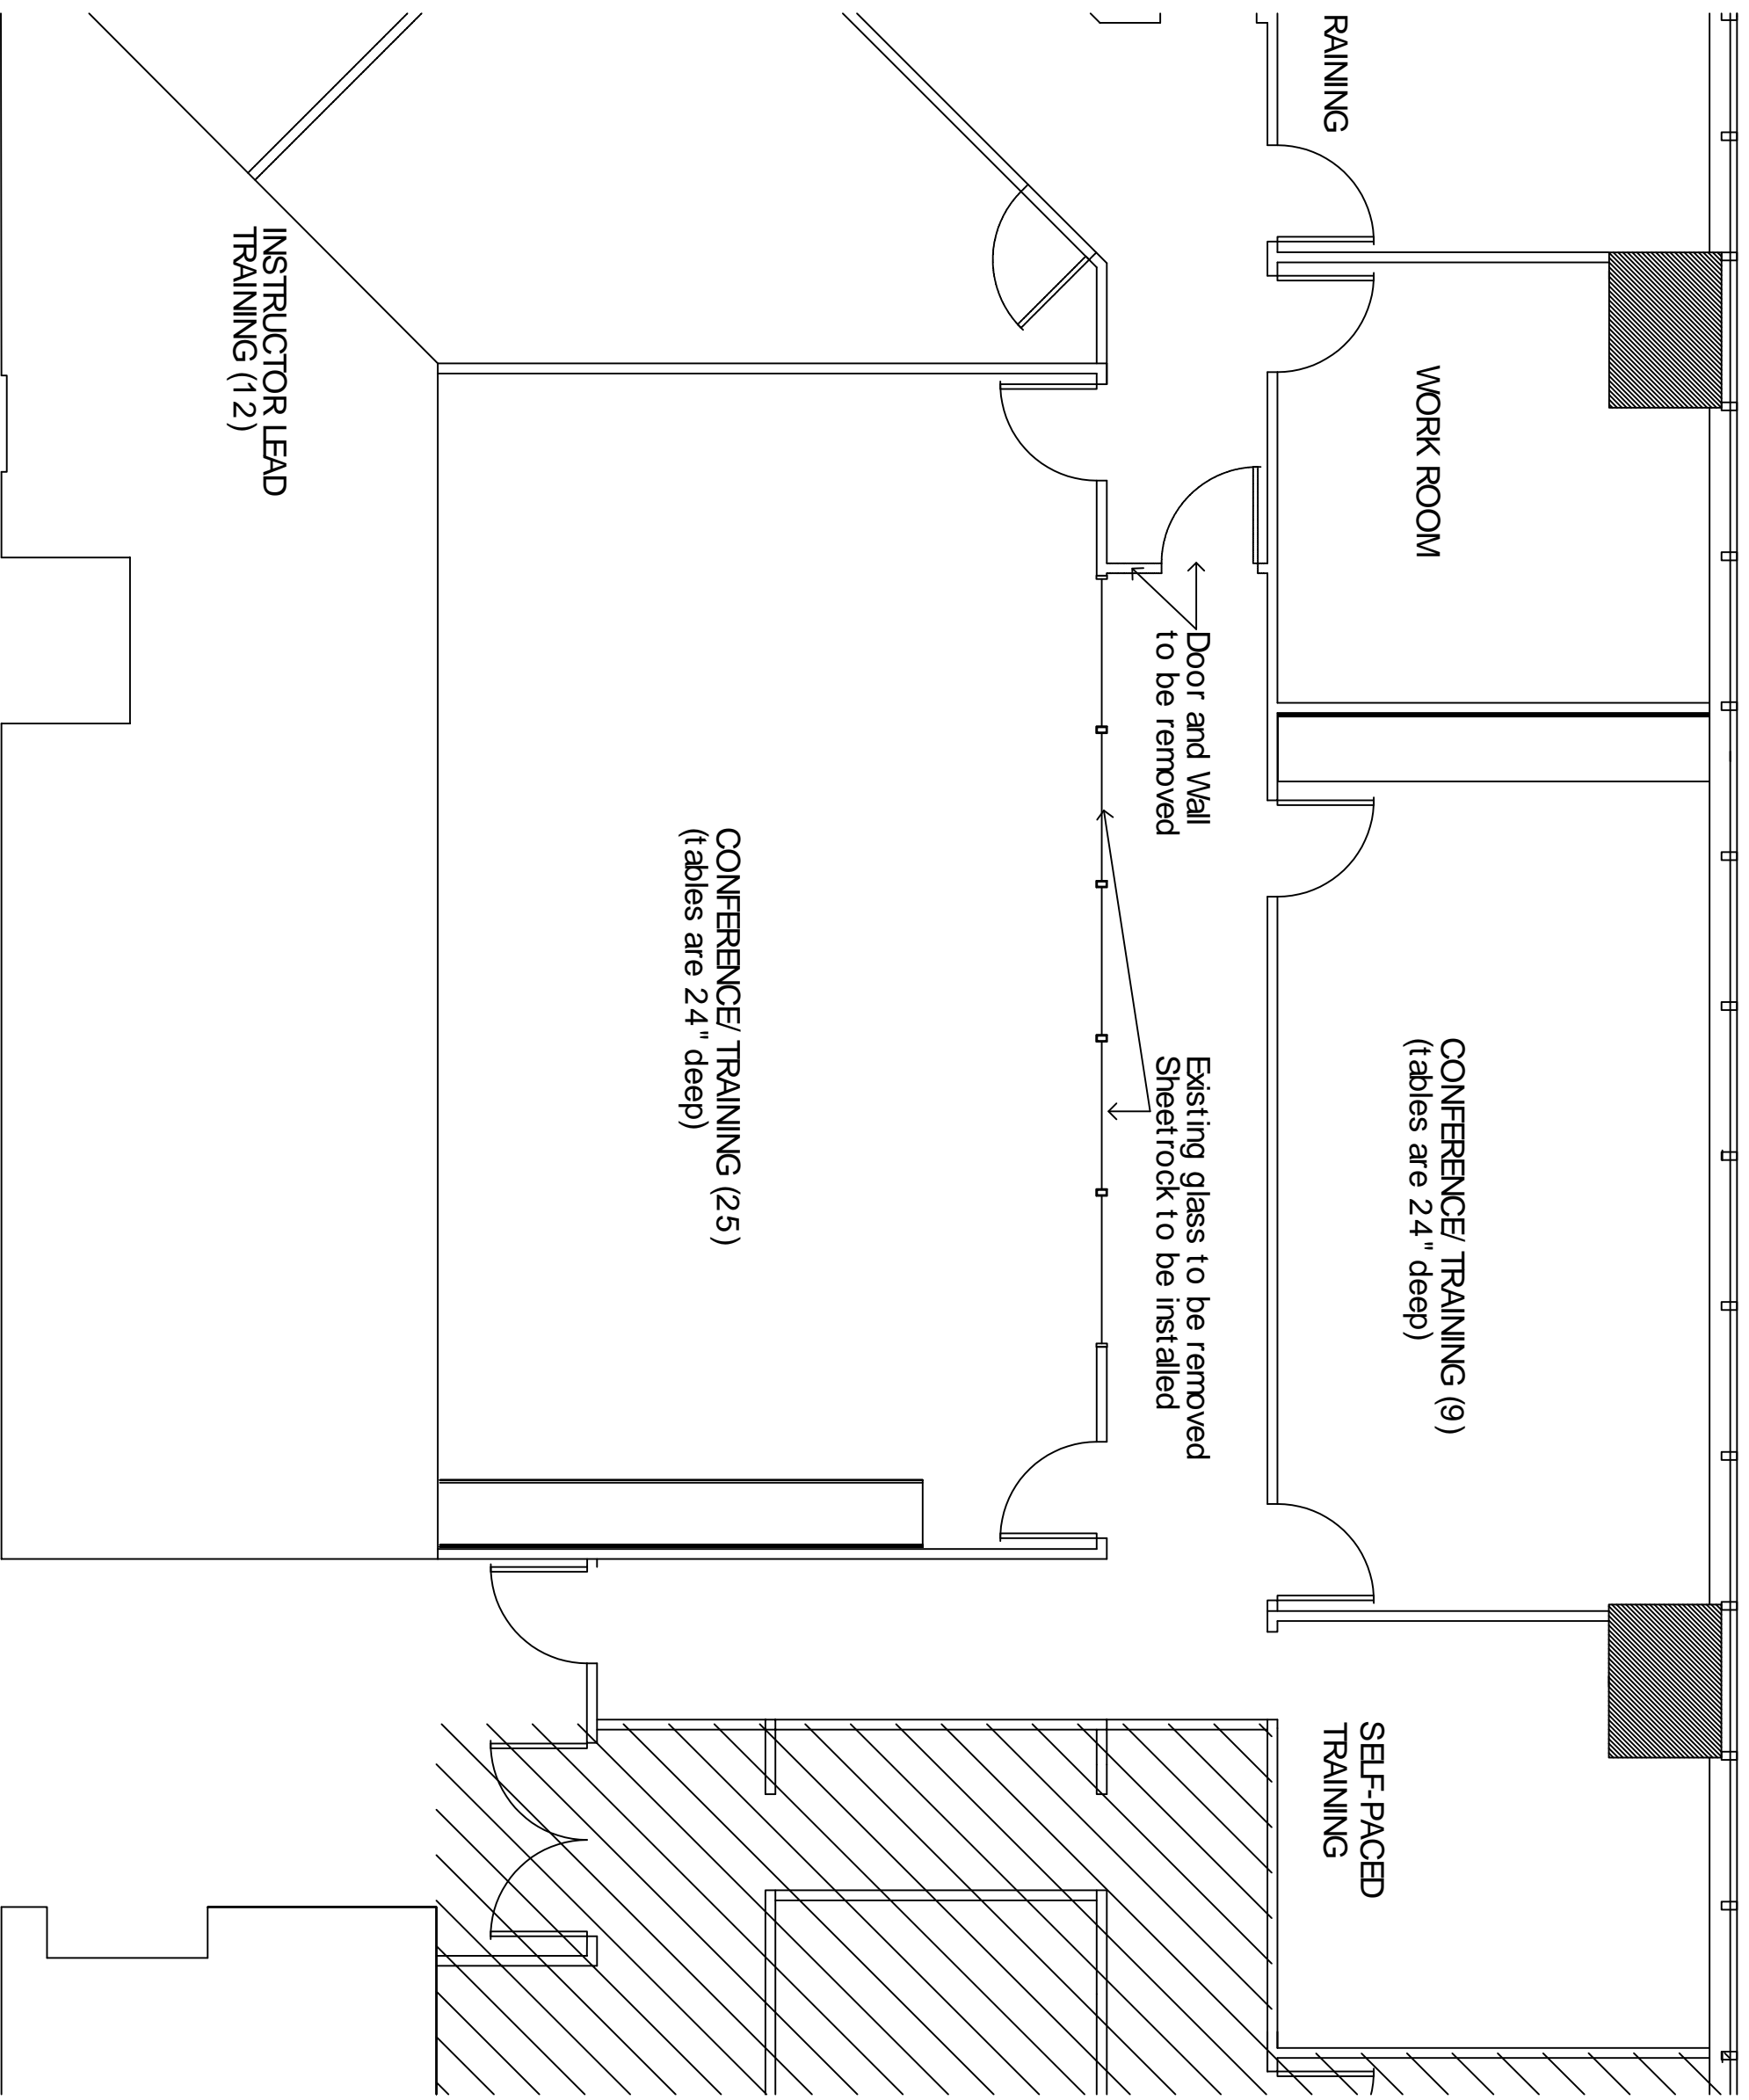 RAINING
WORK ROOM
CONFERENCE/ TRAINING (9)
(tables are 24" deep)
SELF-PACED
TRAINING
Door and Wall
to be removed
Existing glass to be removed
Sheetrock to be installed
CONFERENCE/ TRAINING (25)
(tables are 24" deep)
INSTRUCTOR LEAD
TRAINING (12)